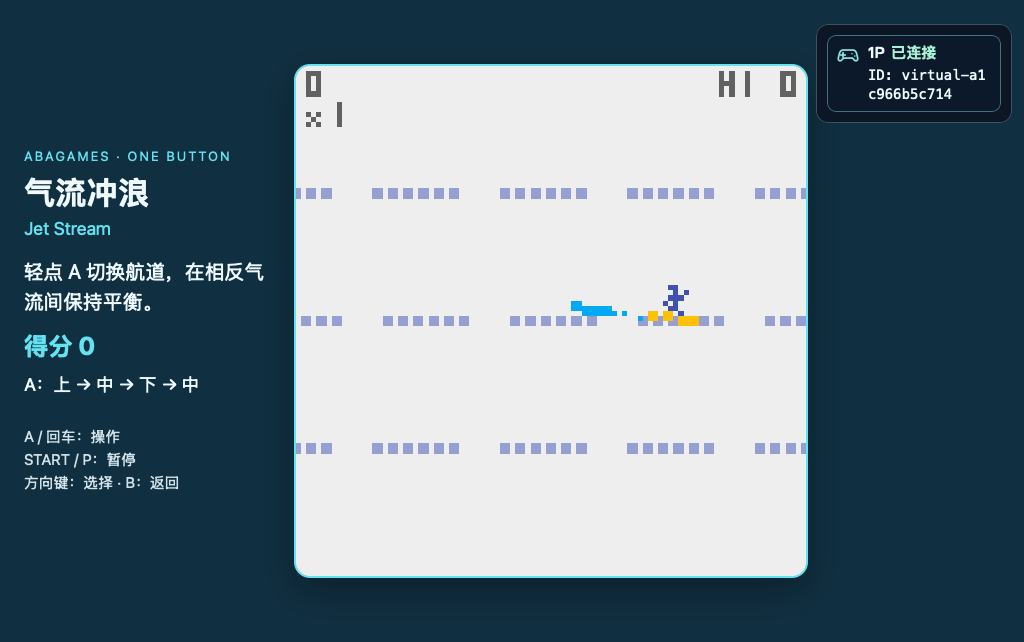 ABAGAMES · ONE BUTTON
气流冲浪
Jet Stream
轻点 A 切换航道，在相反气
流间保持平衡。
得分 0
A：上 → 中 → 下 → 中
A / 回车：操作
START / P：暂停
方向键：选择 · B：返回
0
HI 0
x 1
1P 已连接
ID: virtual-a1
c966b5c714